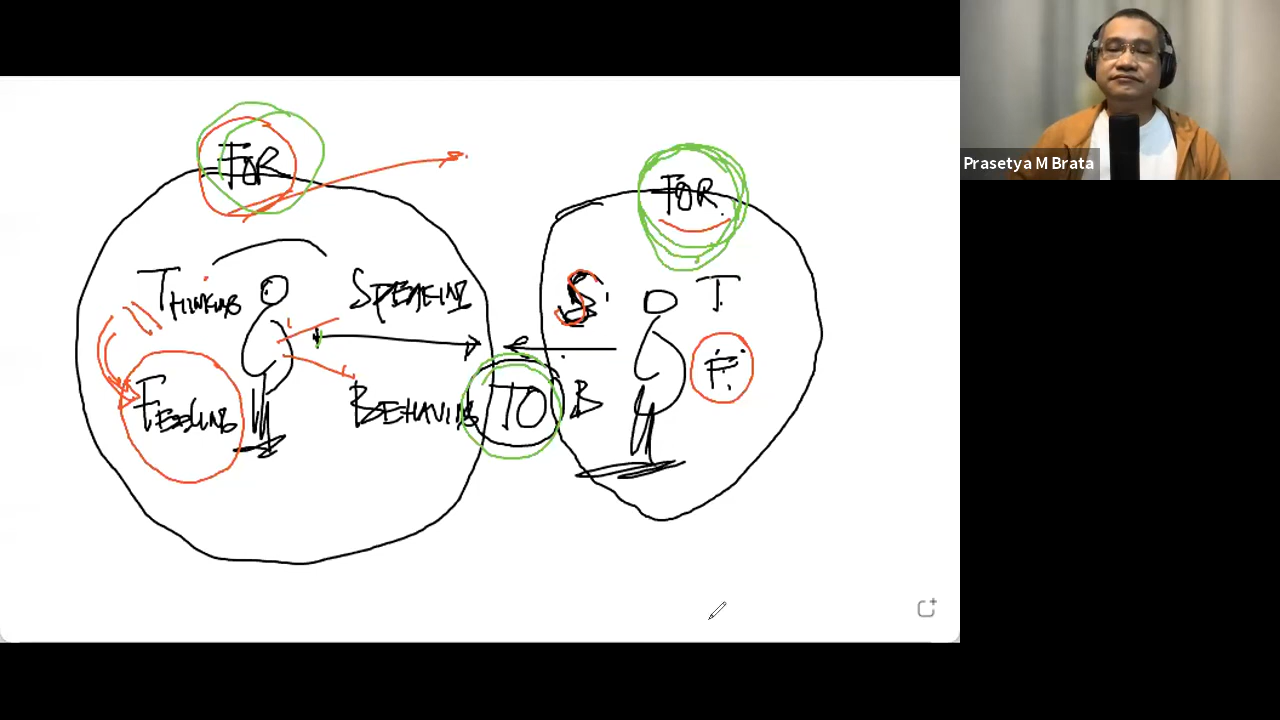 FOR
THINKING
SPEAKING
FEELING
BEHAVING
TO
FOR
S
T
B
F
Prasetya M Brata